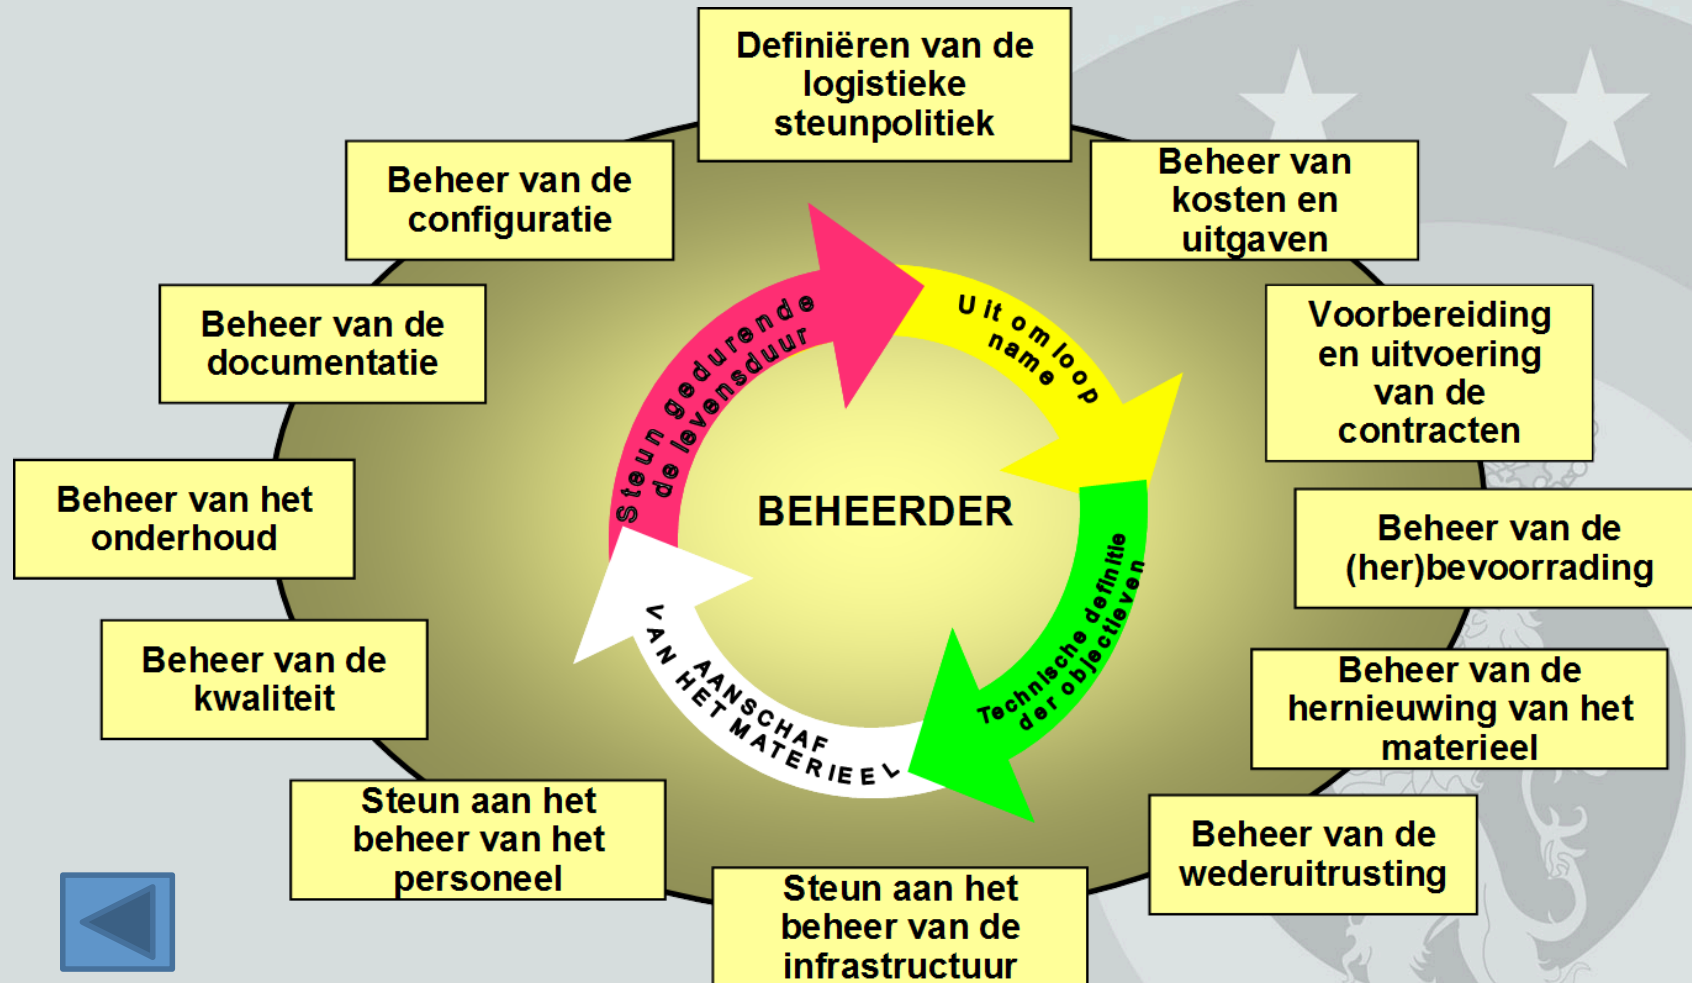 Definiëren van de
logistieke
steunpolitiek
Beheer van
kosten en
uitgaven
Voorbereiding
en uitvoering
van de
contracten
Beheer van de
(her)bevoorrading
Beheer van de
hernieuwing van het
materieel
Beheer van de
wederuitrusting
Steun aan het
beheer van de
infrastructuur
Steun aan het
beheer van het
personeel
Beheer van de
kwaliteit
Beheer van het
onderhoud
Beheer van de
documentatie
Beheer van de
configuratie
Steun gedurende
de levensduur
Uit omloop
name
Technische definitie
der objectieven
AANSCHAF
VAN HET MATERIEEL
BEHEERDER